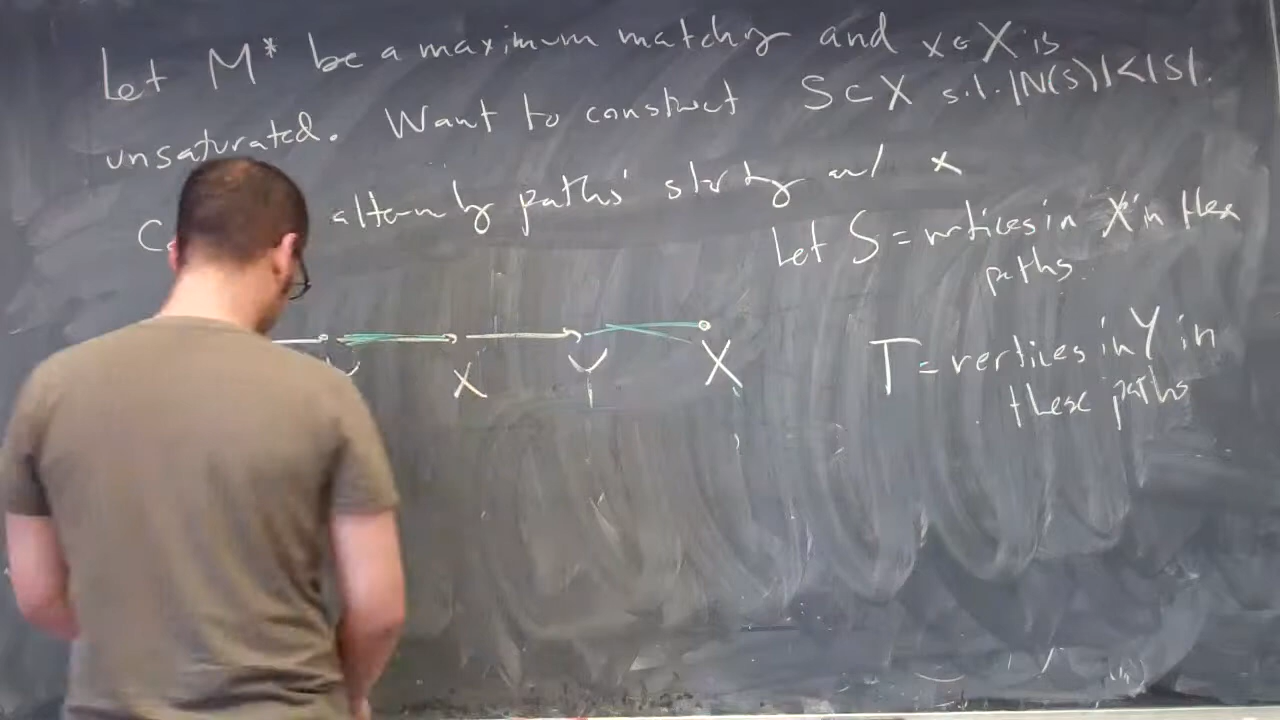 Let M* be a maximum matching and x ∈ X is
unsaturated. Want to construct S ⊂ X s.t. |N(S)| < |S|.
alternating paths starting w/ x
Let S = vertices in X in these
paths.
Y X Y X
T = vertices in Y in
these paths